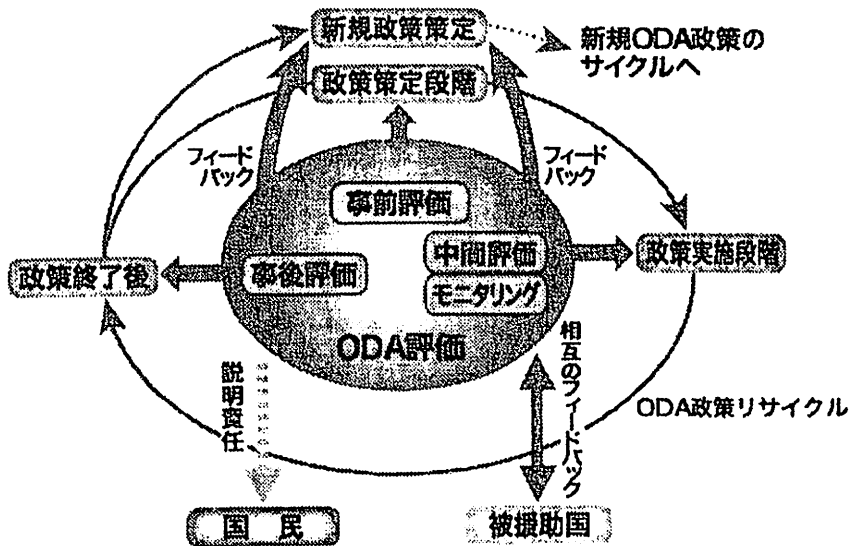 新規政策策定
新規ODA政策の
サイクルへ
政策策定段階
フィード
バック
フィード
バック
事前評価
中間評価
モニタリング
政策実施段階
政策終了後
事後評価
ODA評価
説明責任
相互のフィードバック
ODA政策リサイクル
国 民
被援助国